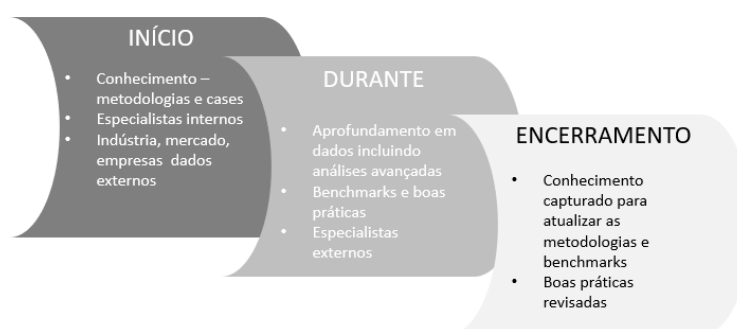 INÍCIO
• Conhecimento –
metodologias e cases
• Especialistas internos
• Indústria, mercado,
empresas dados
externos
DURANTE
• Aprofundamento em
dados incluindo
análises avançadas
• Benchmarks e boas
práticas
• Especialistas
externos
ENCERRAMENTO
• Conhecimento
capturado para
atualizar as
metodologias e
benchmarks
• Boas práticas
revisadas